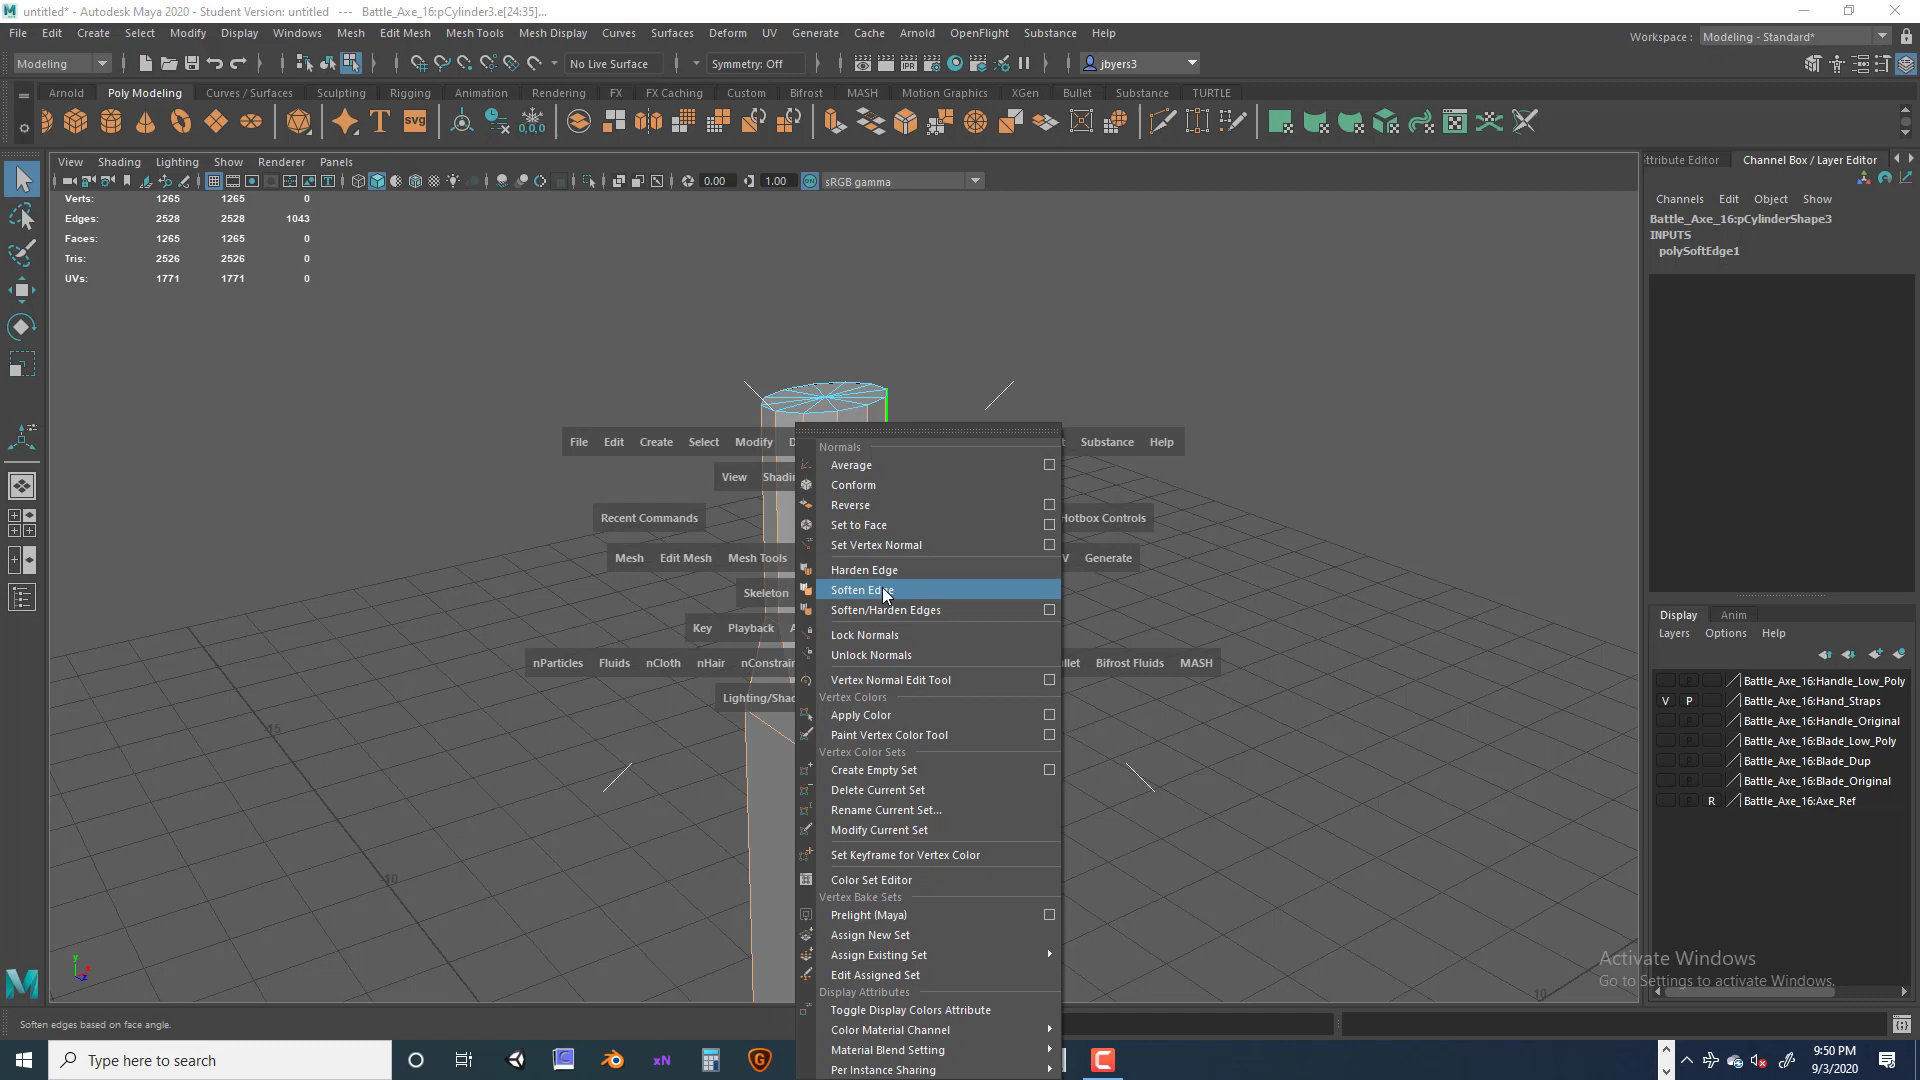 untitled* - Autodesk Maya 2020 - Student Version: untitled   ---   Battle_Axe_16:pCylinder3.e[24:35]...
File Edit Create Select Modify Display Windows Mesh Edit Mesh Mesh Tools Mesh Display Curves Surfaces Deform UV Generate Cache Arnold OpenFlight Substance Help
Workspace : Modeling - Standard*
Modeling No Live Surface Symmetry: Off jbyers3
Arnold Poly Modeling Curves / Surfaces Sculpting Rigging Animation Rendering FX FX Caching Custom Bifrost MASH Motion Graphics XGen Bullet Substance TURTLE
T svg 0,0,0
View Shading Lighting Show Renderer Panels
0.00 1.00 ON sRGB gamma
Verts: 1265 1265 0
Edges: 2528 2528 1043
Faces: 1265 1265 0
Tris: 2526 2526 0
UVs: 1771 1771 0
ttribute Editor Channel Box / Layer Editor
Channels Edit Object Show
Battle_Axe_16:pCylinderShape3
INPUTS
polySoftEdge1
File Edit Create Select Modify D t Substance Help
View Shadin
Recent Commands Hotbox Controls
Mesh Edit Mesh Mesh Tools V Generate
Skeleton
Key Playback A
nParticles Fluids nCloth nHair nConstrain llet Bifrost Fluids MASH
Lighting/Shad
Normals
Average
Conform
Reverse
Set to Face
Set Vertex Normal
Harden Edge
Soften Edge
Soften/Harden Edges
Lock Normals
Unlock Normals
Vertex Normal Edit Tool
Vertex Colors
Apply Color
Paint Vertex Color Tool
Vertex Color Sets
Create Empty Set
Delete Current Set
Rename Current Set...
Modify Current Set
Set Keyframe for Vertex Color
Color Set Editor
Vertex Bake Sets
Prelight (Maya)
Assign New Set
Assign Existing Set
Edit Assigned Set
Display Attributes
Toggle Display Colors Attribute
Color Material Channel
Material Blend Setting
Per Instance Sharing
15
10
10
y x z
Display Anim
Layers Options Help
P Battle_Axe_16:Handle_Low_Poly
V P Battle_Axe_16:Hand_Straps
P Battle_Axe_16:Handle_Original
P Battle_Axe_16:Blade_Low_Poly
P Battle_Axe_16:Blade_Dup
P Battle_Axe_16:Blade_Original
P R Battle_Axe_16:Axe_Ref
Activate Windows
Go to Settings to activate Windows.
Soften edges based on face angle.
Type here to search
xN
9:50 PM
9/3/2020